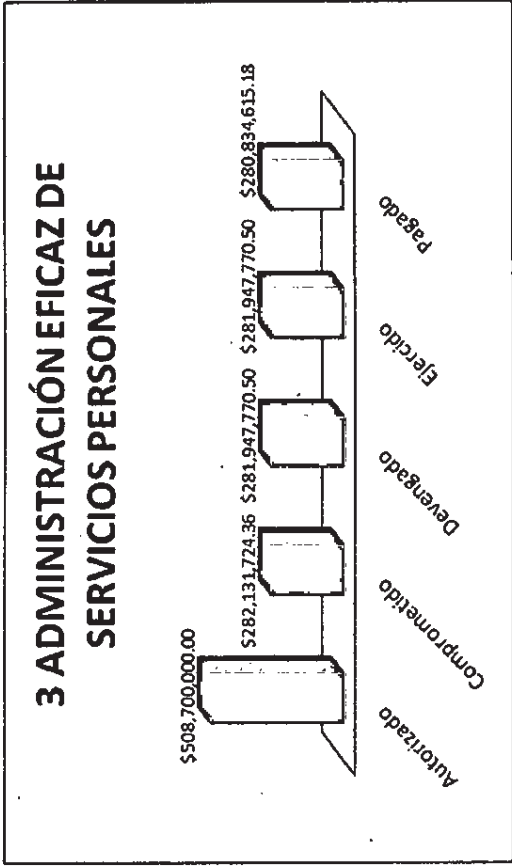 3 ADMINISTRACIÓN EFICAZ DE
SERVICIOS PERSONALES
$508,700,000.00
$282,131,724.36
$281,947,770.50
$281,947,770.50
$280,834,615.18
Autorizado
Comprometido
Devengado
Ejercido
Pagado